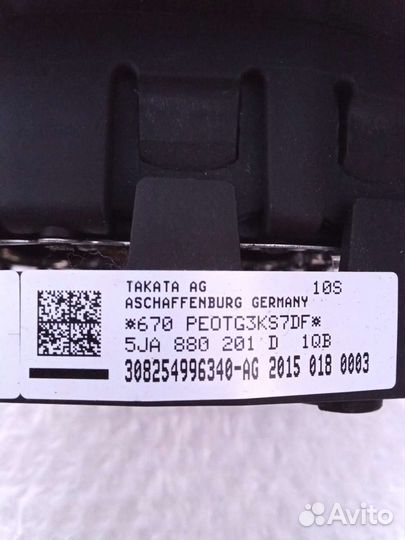 TAKATA AG 10S
ASCHAFFENBURG GERMANY
*670 PEOTG3KS7DF*
5JA 880 201 D 1QB
308254996340-AG 2015 018 0003
Avito